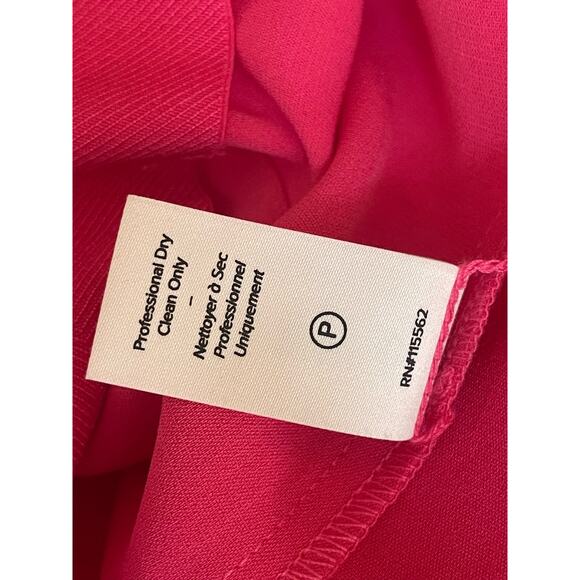 Professional Dry
Clean Only
–
Nettoyer à Sec
Professionnel
Uniquement
P
RN#115562